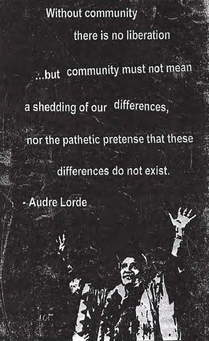 Without community
there is no liberation
...but community must not mean
a shedding of our differences,
nor the pathetic pretense that these
differences do not exist.
- Audre Lorde